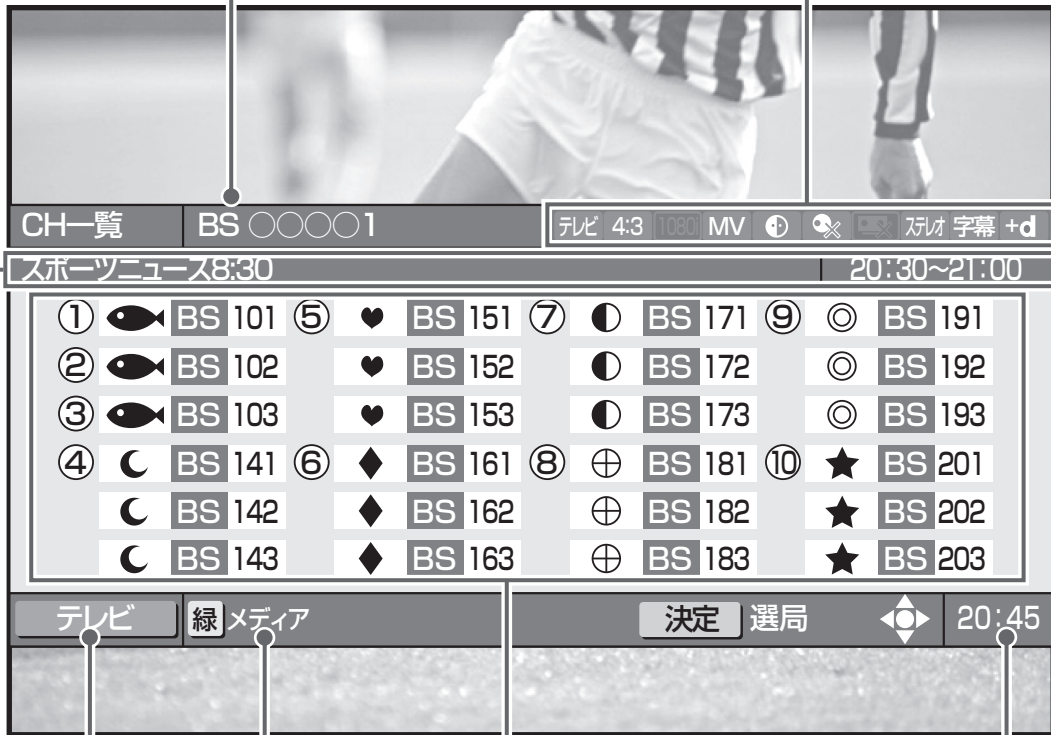 CH一覧 BS ○○○○1 テレビ 4:3 1080i MV ステレオ 字幕 +d
スポーツニュース8:30 20:30~21:00
① BS 101 ⑤ BS 151 ⑦ BS 171 ⑨ BS 191
② BS 102 BS 152 BS 172 BS 192
③ BS 103 BS 153 BS 173 BS 193
④ BS 141 ⑥ BS 161 ⑧ BS 181 ⑩ BS 201
BS 142 BS 162 BS 182 BS 202
BS 143 BS 163 BS 183 BS 203
テレビ 緑 メディア 決定 選局 20:45